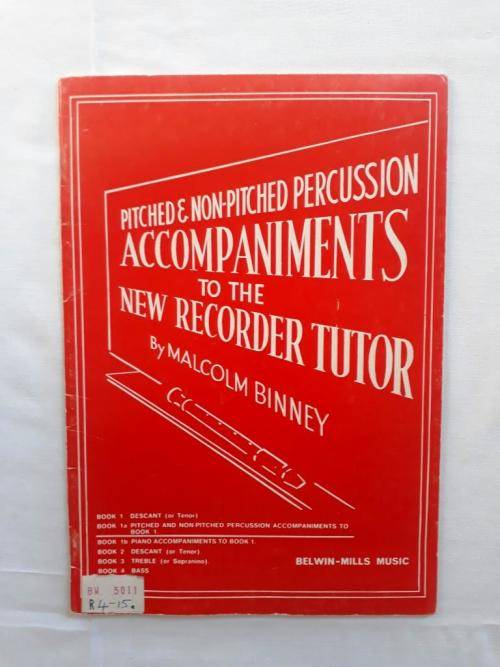 PITCHED & NON-PITCHED PERCUSSION
ACCOMPANIMENTS
TO THE
NEW RECORDER TUTOR
By MALCOLM BINNEY
BOOK 1 DESCANT (or Tenor)
BOOK 1a PITCHED AND NON-PITCHED PERCUSSION ACCOMPANIMENTS TO
BOOK 1.
BOOK 1b PIANO ACCOMPANIMENTS TO BOOK 1.
BOOK 2 DESCANT (or Tenor)
BOOK 3 TREBLE (or Sopranino)
BOOK 4 BASS
BELWIN-MILLS MUSIC
BW 5011
R4-15.